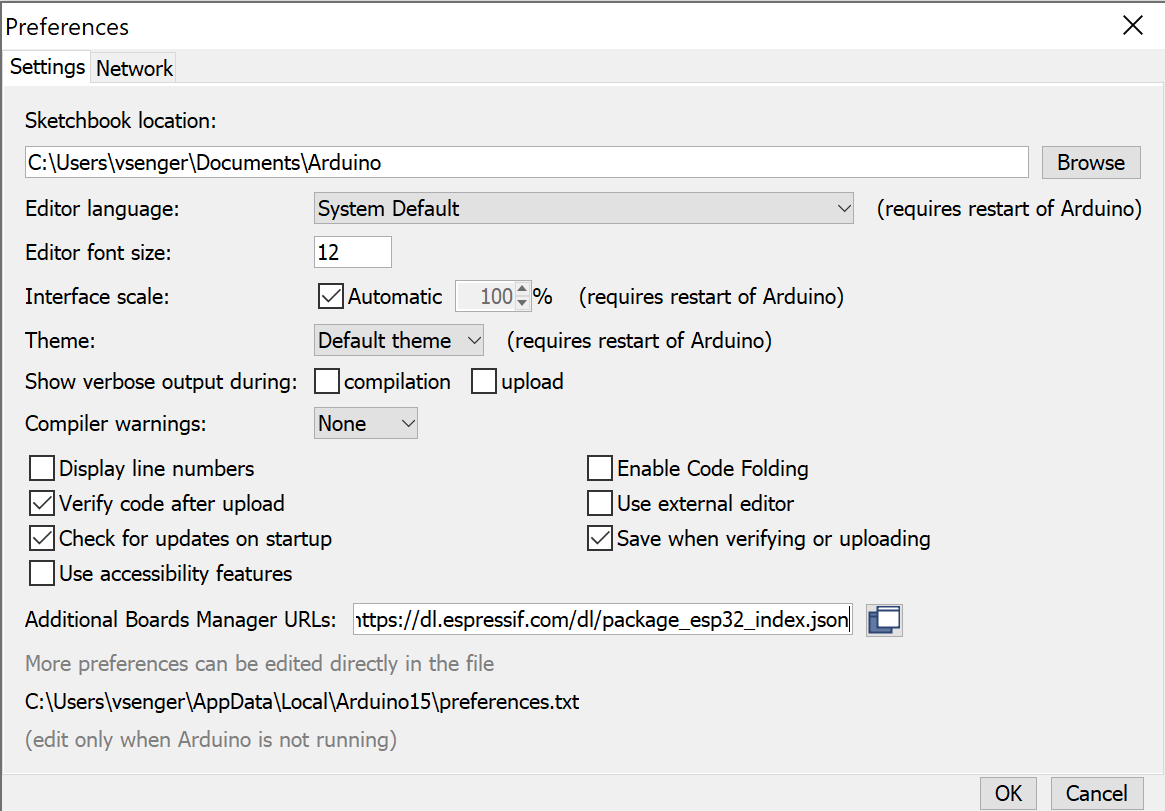 Preferences
Settings Network
Sketchbook location:
C:\Users\vsenger\Documents\Arduino Browse
Editor language: System Default (requires restart of Arduino)
Editor font size: 12
Interface scale: Automatic 100 % (requires restart of Arduino)
Theme: Default theme (requires restart of Arduino)
Show verbose output during: compilation upload
Compiler warnings: None
Display line numbers Enable Code Folding
Verify code after upload Use external editor
Check for updates on startup Save when verifying or uploading
Use accessibility features
Additional Boards Manager URLs: ttps://dl.espressif.com/dl/package_esp32_index.json
More preferences can be edited directly in the file
C:\Users\vsenger\AppData\Local\Arduino15\preferences.txt
(edit only when Arduino is not running)
OK Cancel